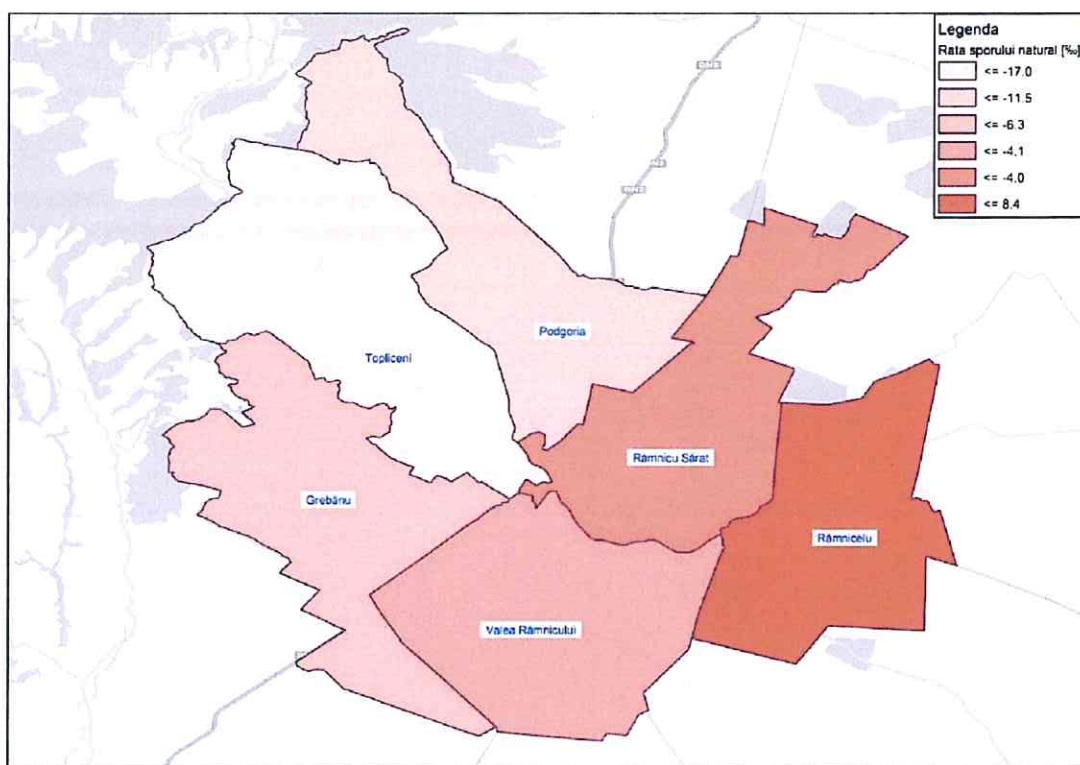 Legenda
Rata sporului natural [‰]
<= -17.0
<= -11.5
<= -6.3
<= -4.1
<= -4.0
<= 8.4
Podgoria
Topliceni
Râmnicu Sărat
Grebănu
Râmnicelu
Valea Râmnicului